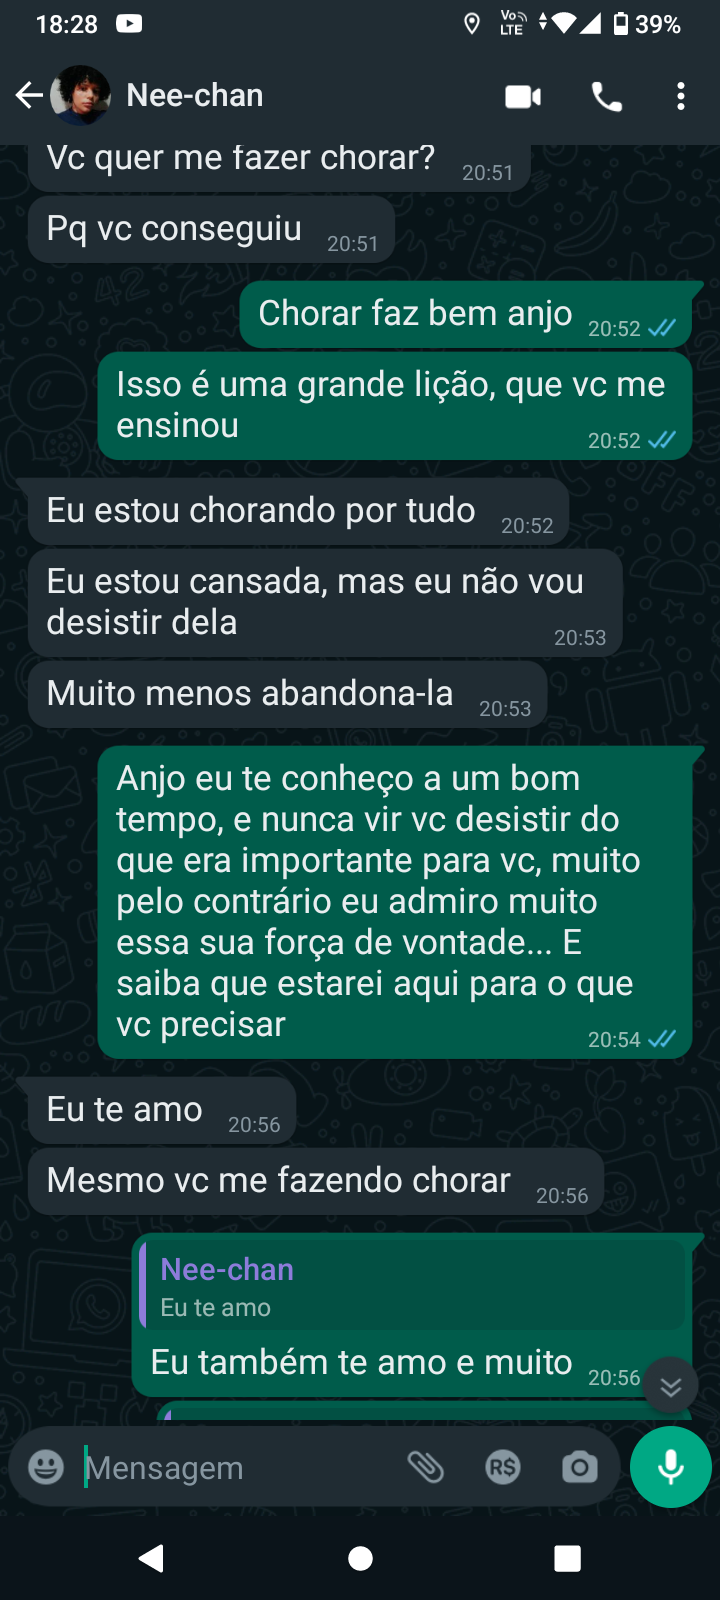 18:28
Vo
LTE
39%
Nee-chan
Vc quer me fazer chorar?
20:51
Pq vc conseguiu
20:51
Chorar faz bem anjo
20:52
Isso é uma grande lição, que vc me
ensinou
20:52
Eu estou chorando por tudo
20:52
Eu estou cansada, mas eu não vou
desistir dela
20:53
Muito menos abandona-la
20:53
Anjo eu te conheço a um bom
tempo, e nunca vir vc desistir do
que era importante para vc, muito
pelo contrário eu admiro muito
essa sua força de vontade... E
saiba que estarei aqui para o que
vc precisar
20:54
Eu te amo
20:56
Mesmo vc me fazendo chorar
20:56
Nee-chan
Eu te amo
Eu também te amo e muito
20:56
Mensagem
R$